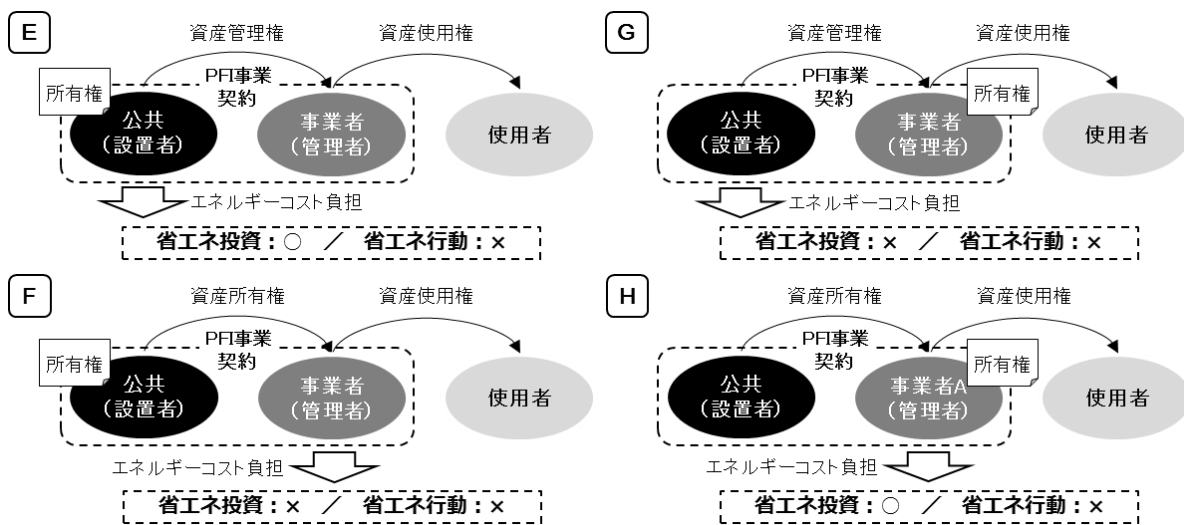 E
資産管理権
資産使用権
所有権
PFI事業
契約
公共
（設置者）
事業者
（管理者）
使用者
エネルギーコスト負担
省エネ投資：○　／　省エネ行動：×
G
資産管理権
資産使用権
所有権
PFI事業
契約
公共
（設置者）
事業者
（管理者）
使用者
エネルギーコスト負担
省エネ投資：×　／　省エネ行動：×
F
資産所有権
資産使用権
所有権
PFI事業
契約
公共
（設置者）
事業者
（管理者）
使用者
エネルギーコスト負担
省エネ投資：×　／　省エネ行動：×
H
資産所有権
資産使用権
所有権
PFI事業
契約
公共
（設置者）
事業者A
（管理者）
使用者
エネルギーコスト負担
省エネ投資：○　／　省エネ行動：×